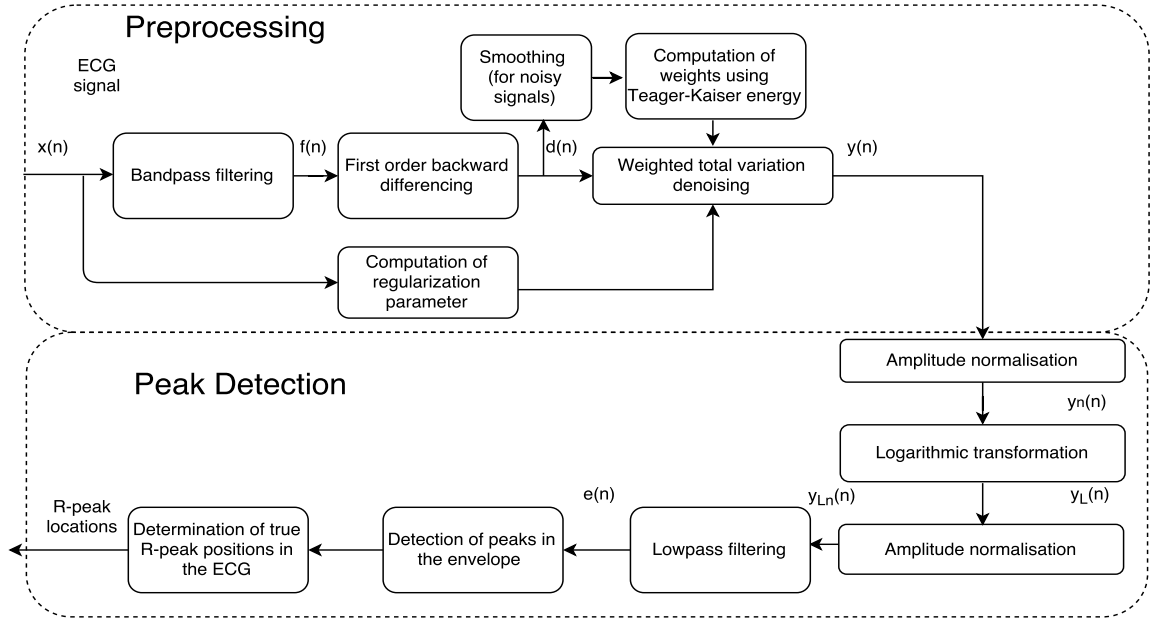 Preprocessing
ECG
signal
Smoothing
(for noisy
signals)
Computation of
weights using
Teager-Kaiser energy
x(n)
f(n)
d(n)
y(n)
Bandpass filtering
First order backward
differencing
Weighted total variation
denoising
Computation of
regularization
parameter
Peak Detection
Amplitude normalisation
yn(n)
Logarithmic transformation
yL(n)
yLn(n)
e(n)
R-peak
locations
Determination of true
R-peak positions in
the ECG
Detection of peaks in
the envelope
Lowpass filtering
Amplitude normalisation